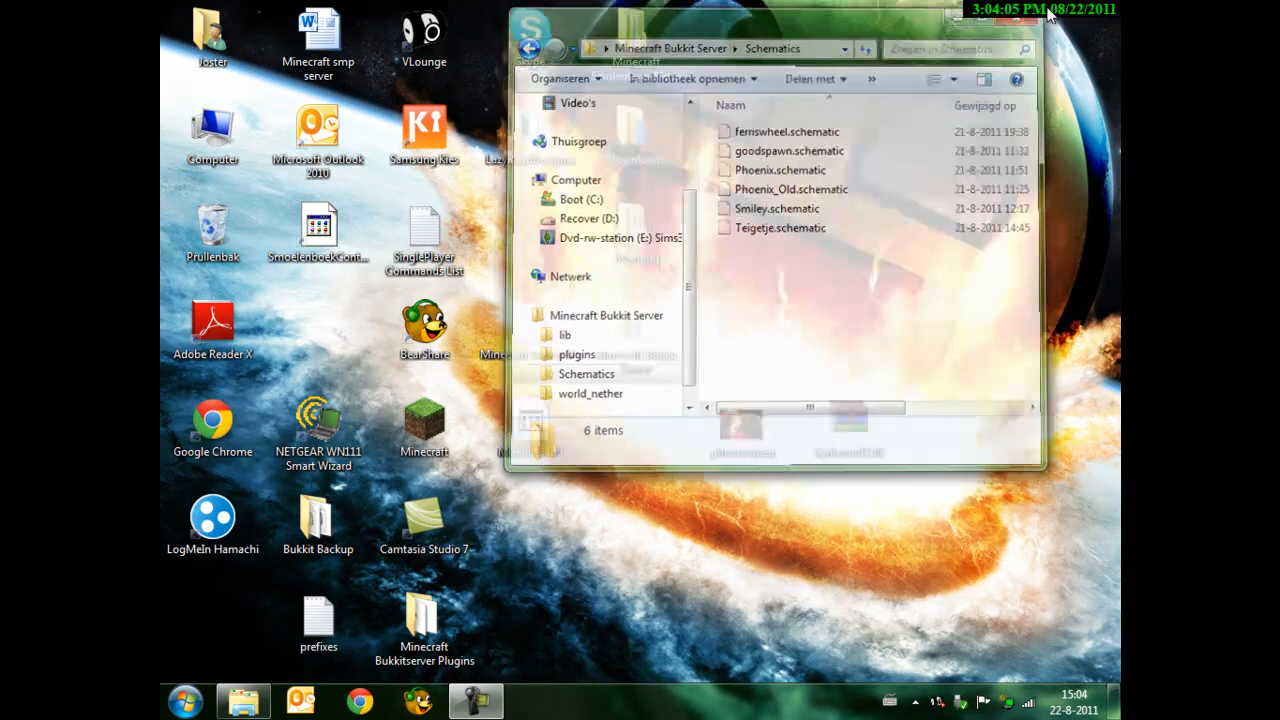 3:04:05 PM 08/22/2011
Joster
Minecraft smp
server
VLounge
Computer
Microsoft Outlook
2010
Samsung Kies
Prullenbak
SmoelenboekCont...
SinglePlayer
Commands List
Adobe Reader X
BearShare
Google Chrome
NETGEAR WN111
Smart Wizard
Minecraft
LogMeIn Hamachi
Bukkit Backup
Camtasia Studio 7
prefixes
Minecraft
Bukkitserver Plugins
Minecraft Bukkit Server
Schematics
Zoeken in Schematics
Organiseren
In bibliotheek opnemen
Delen met
»
Video's
Thuisgroep
Computer
Boot (C:)
Recover (D:)
Dvd-rw-station (E:) Sims3
Netwerk
Minecraft Bukkit Server
lib
plugins
Schematics
world_nether
Naam
Gewijzigd op
ferriswheel.schematic 21-8-2011 19:38
goodspawn.schematic 21-8-2011 11:32
Phoenix.schematic 21-8-2011 11:51
Phoenix_Old.schematic 21-8-2011 11:25
Smiley.schematic 21-8-2011 12:17
Teigetje.schematic 21-8-2011 14:45
6 items
15:04
22-8-2011